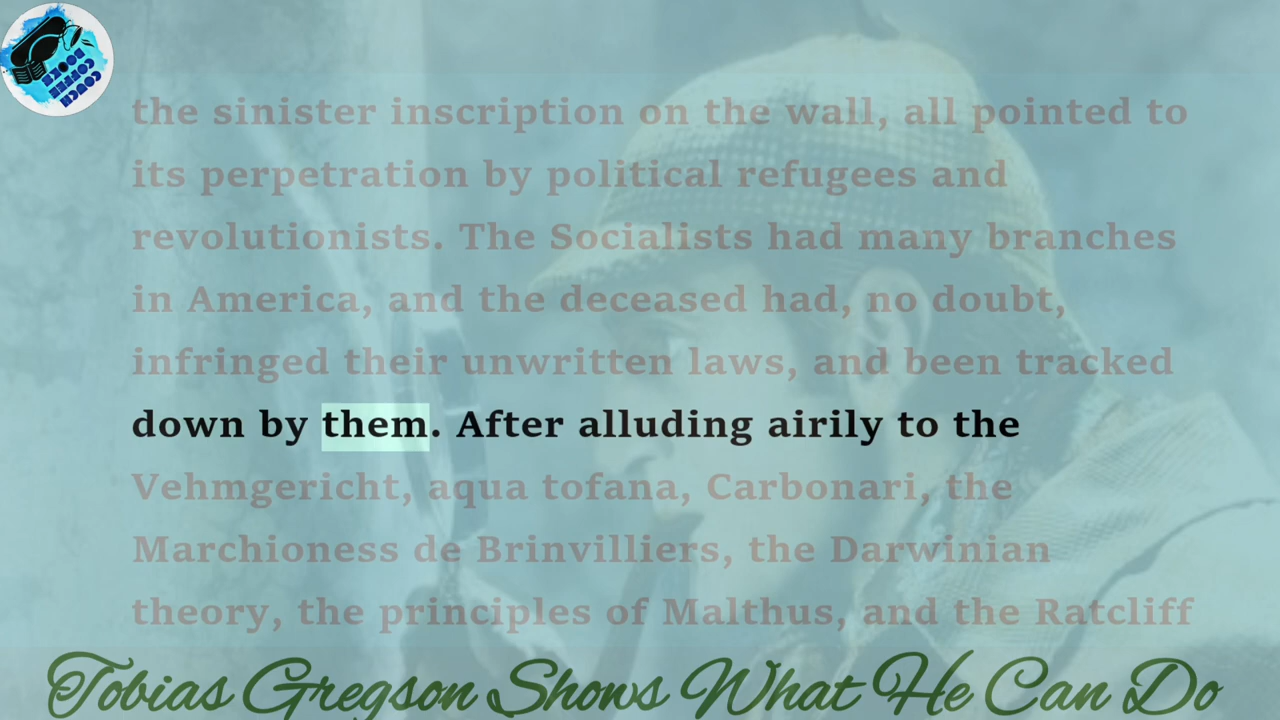 BOOK
COFFEE
COUCH
the sinister inscription on the wall, all pointed to
its perpetration by political refugees and
revolutionists. The Socialists had many branches
in America, and the deceased had, no doubt,
infringed their unwritten laws, and been tracked
down by them. After alluding airily to the
Vehmgericht, aqua tofana, Carbonari, the
Marchioness de Brinvilliers, the Darwinian
theory, the principles of Malthus, and the Ratcliff
Tobias Gregson Shows What He Can Do